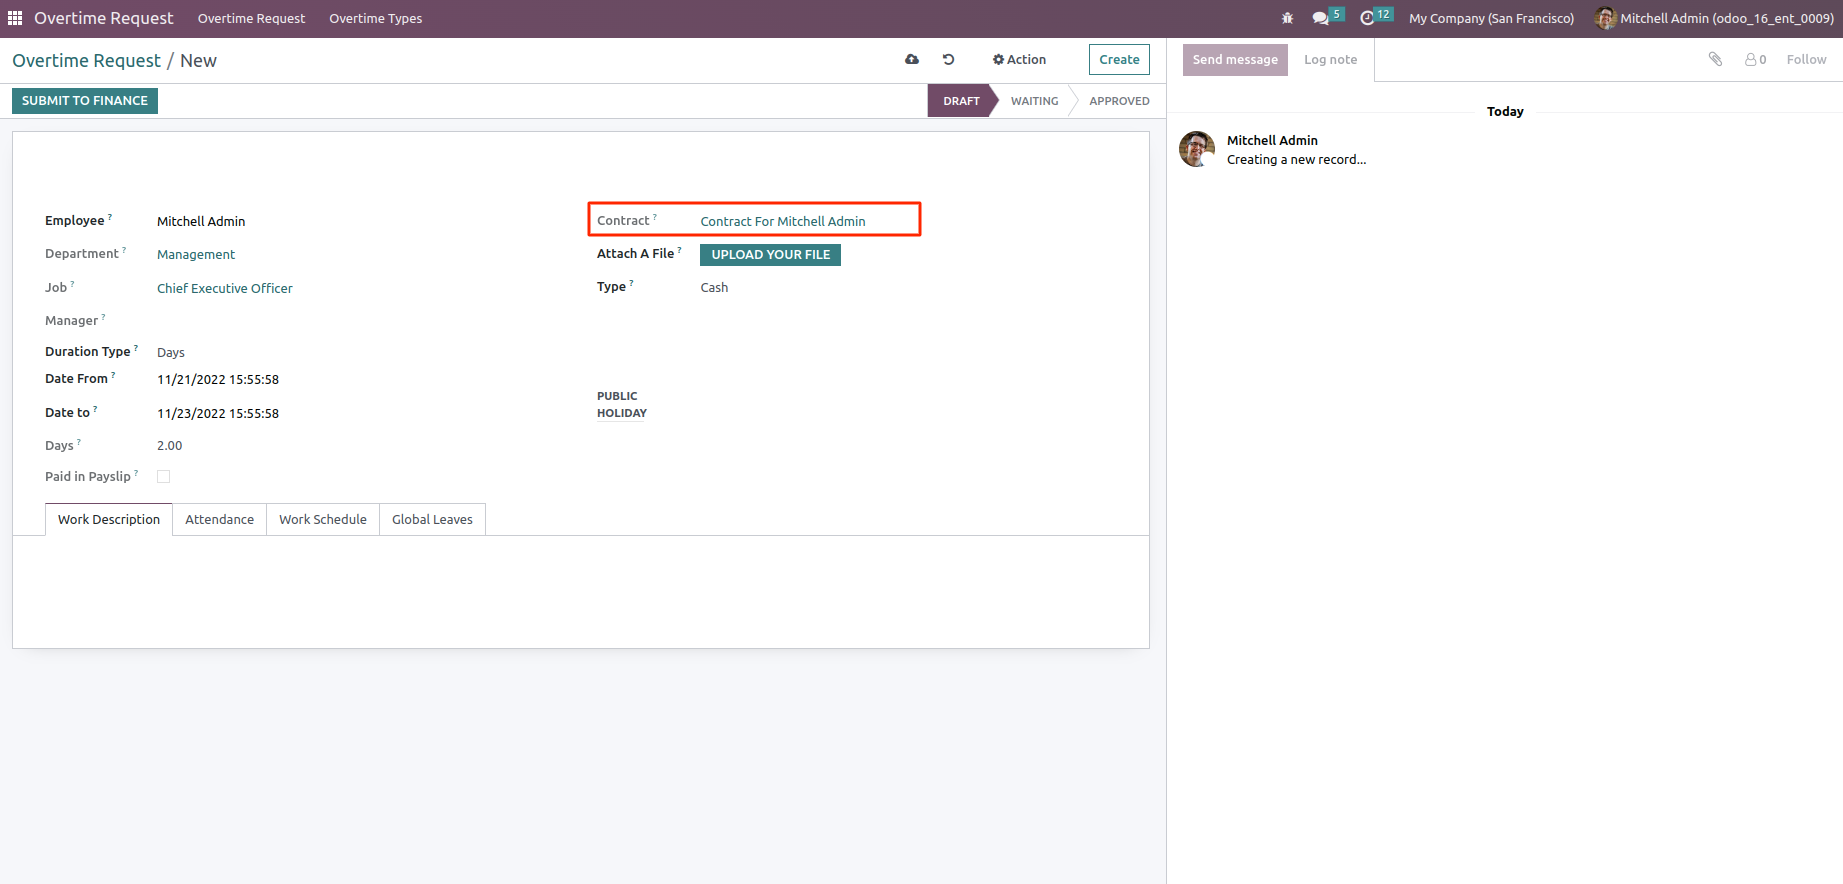 Overtime Request Overtime Request Overtime Types 5 12 My Company (San Francisco) Mitchell Admin (odoo_16_ent_0009)
Overtime Request / New Action Create
SUBMIT TO FINANCE DRAFT WAITING APPROVED
Employee ? Mitchell Admin
Department ? Management
Job ? Chief Executive Officer
Manager ?
Duration Type ? Days
Date From ? 11/21/2022 15:55:58
Date to ? 11/23/2022 15:55:58
Days ? 2.00
Paid in Payslip ?
Contract ? Contract For Mitchell Admin
Attach A File ? UPLOAD YOUR FILE
Type ? Cash
PUBLIC
HOLIDAY
Work Description Attendance Work Schedule Global Leaves
Send message Log note 0 Follow
Today
Mitchell Admin
Creating a new record...